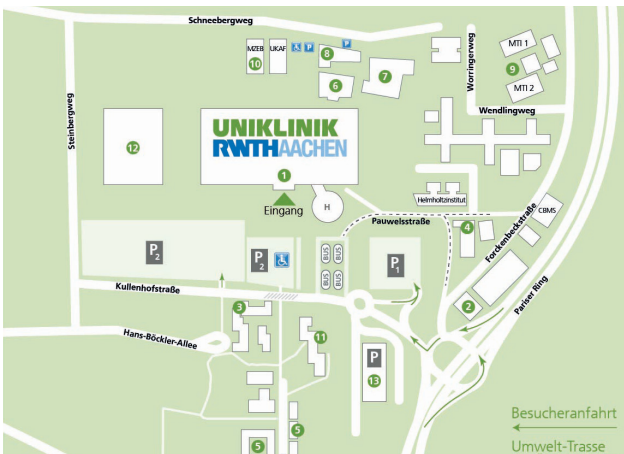 Schneebergweg
Steinbergweg
MZEB
UKAF
10
P
P
8
6
7
Worringerweg
MTI 1
9
MTI 2
Wendlingweg
12
UNIKLINIK
RWTHAACHEN
1
Eingang
H
Helmholtzinstitut
CBMS
Pauwelsstraße
4
Forckenbeckstraße
P2
P2
BUS
BUS
BUS
BUS
P1
Kullenhofstraße
2
Pariser Ring
3
11
Hans-Böckler-Allee
P
13
5
5
Besucheranfahrt
Umwelt-Trasse